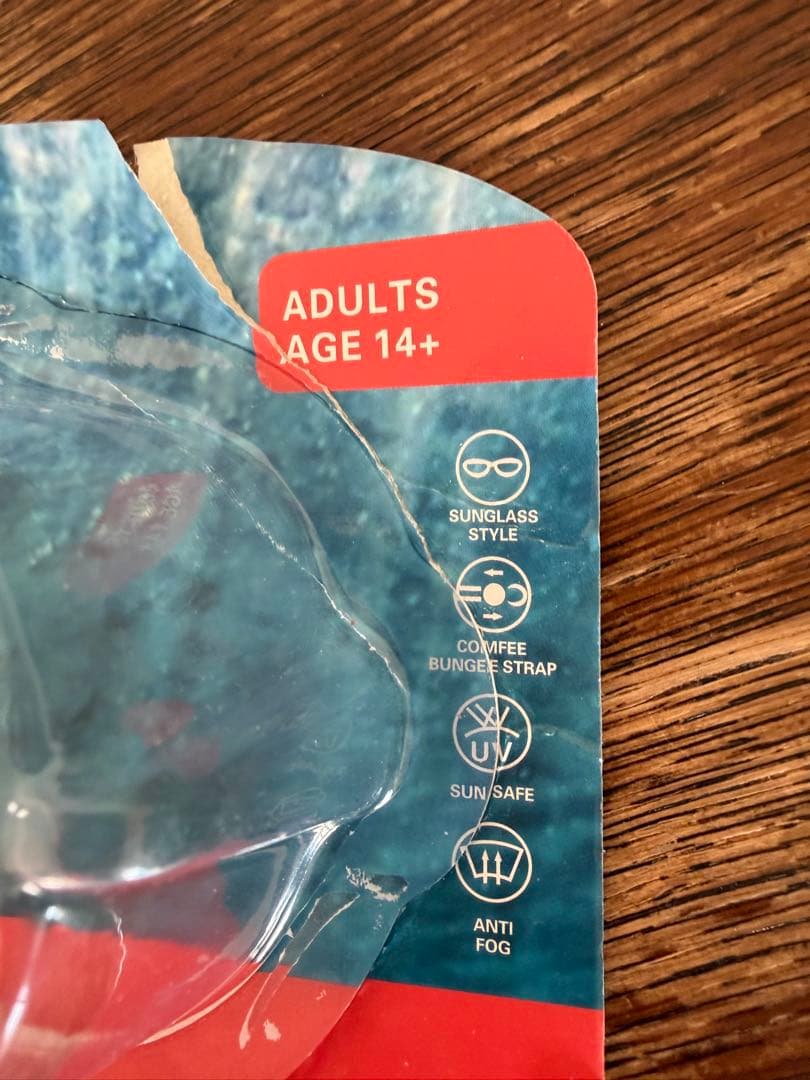 ADULTS
AGE 14+
SUNGLASS
STYLE
COMFEE
BUNGEE STRAP
UV
SUN SAFE
ANTI
FOG